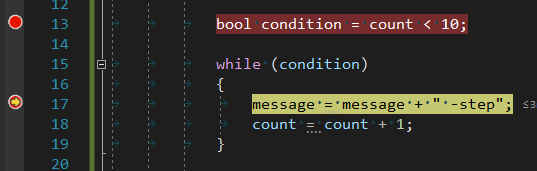 12
13 bool condition = count < 10;
14
15 while (condition)
16 {
17 message = message + " -step"; ≤3
18 count = count + 1;
19 }
20